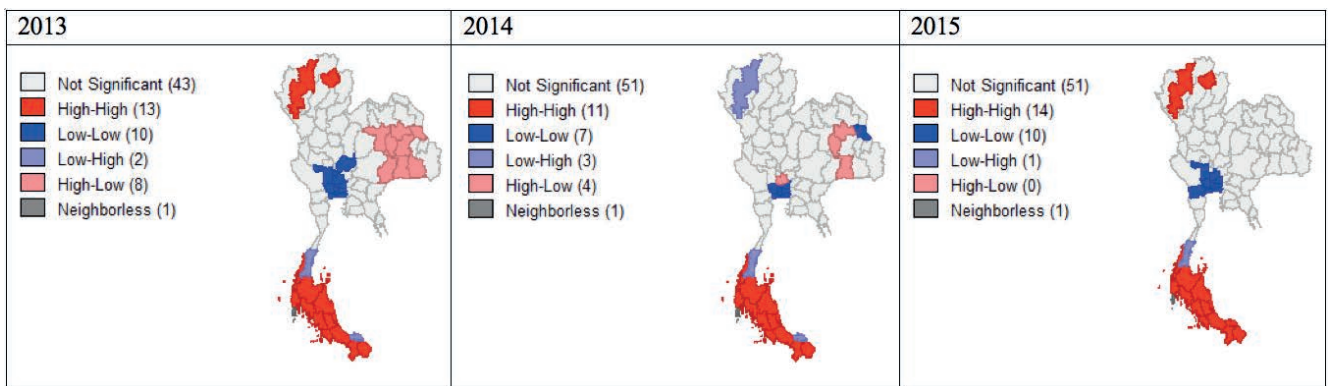 2013
Not Significant (43)
High-High (13)
Low-Low (10)
Low-High (2)
High-Low (8)
Neighborless (1)
2014
Not Significant (51)
High-High (11)
Low-Low (7)
Low-High (3)
High-Low (4)
Neighborless (1)
2015
Not Significant (51)
High-High (14)
Low-Low (10)
Low-High (1)
High-Low (0)
Neighborless (1)